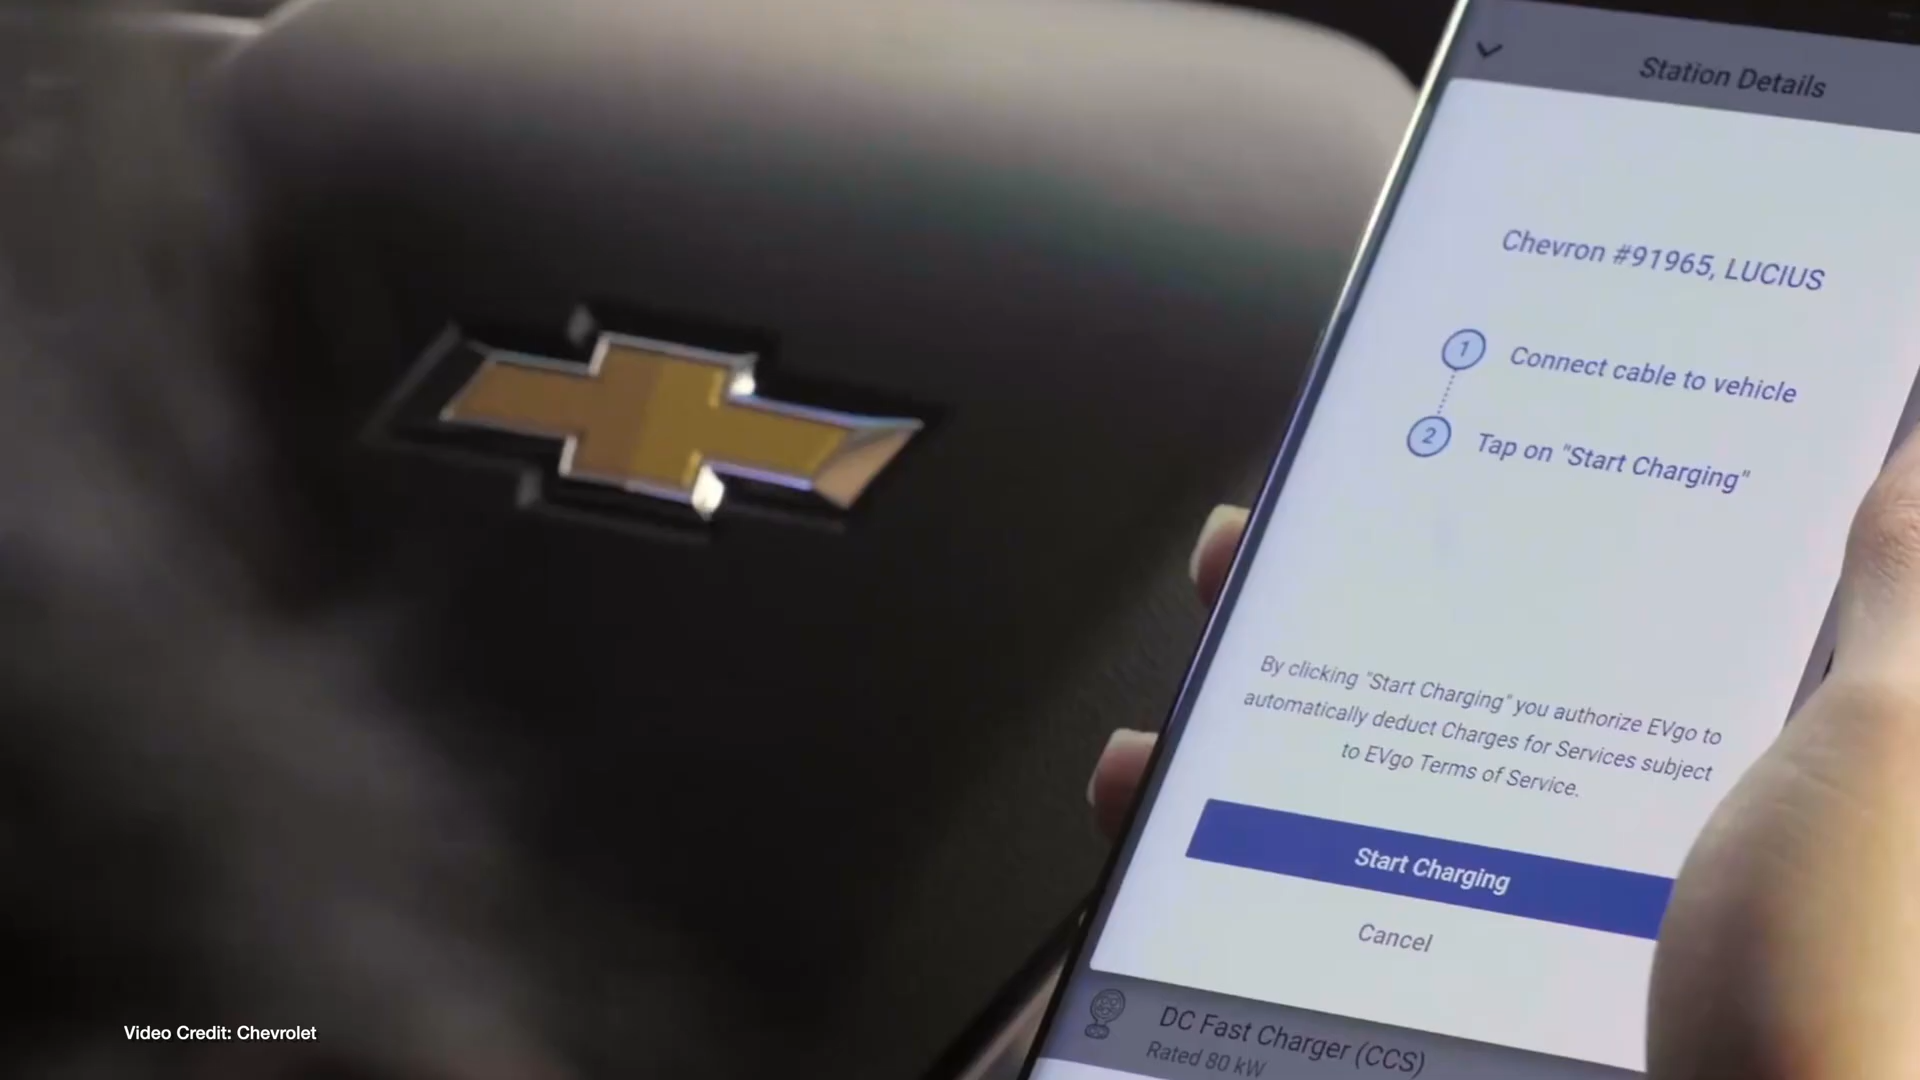 Station Details
Chevron #91965, LUCIUS
1 Connect cable to vehicle
2 Tap on "Start Charging"
By clicking "Start Charging" you authorize EVgo to
automatically deduct Charges for Services subject
to EVgo Terms of Service.
Start Charging
Cancel
DC Fast Charger (CCS)
Rated 80 kW
Video Credit: Chevrolet